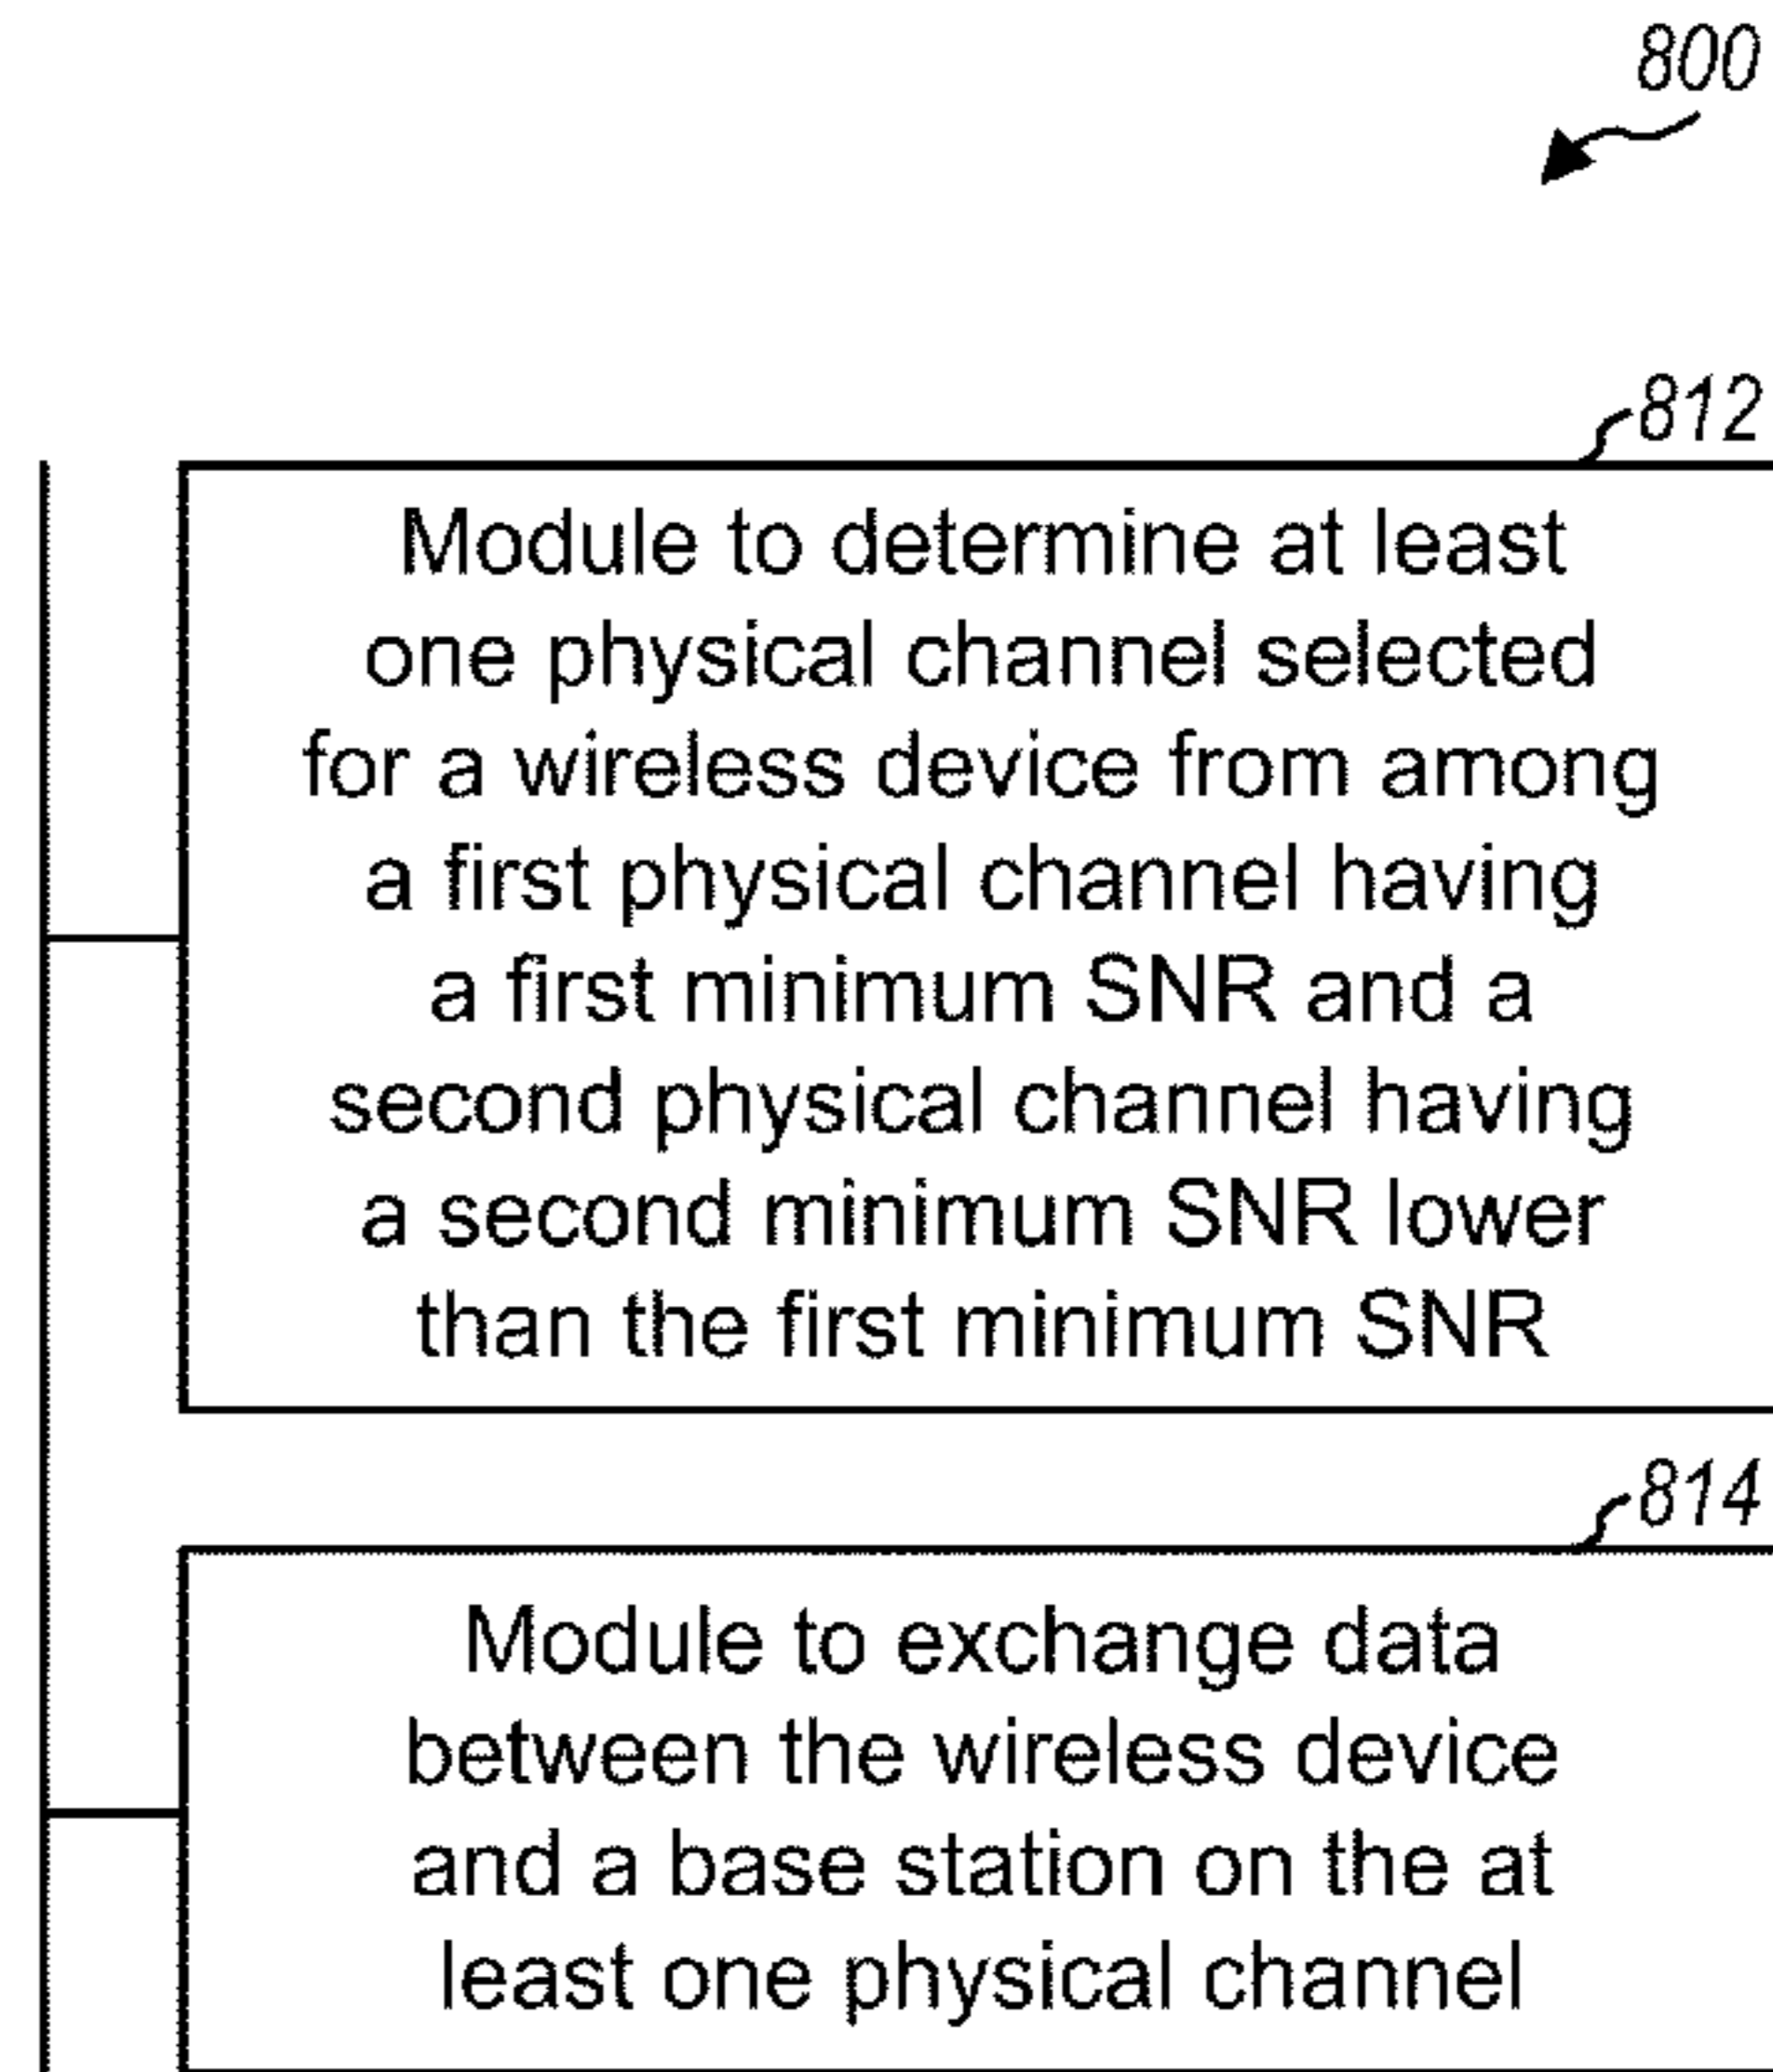 800
812
Module to determine at least
one physical channel selected
for a wireless device from among
a first physical channel having
a first minimum SNR and a
second physical channel having
a second minimum SNR lower
than the first minimum SNR
814
Module to exchange data
between the wireless device
and a base station on the at
least one physical channel